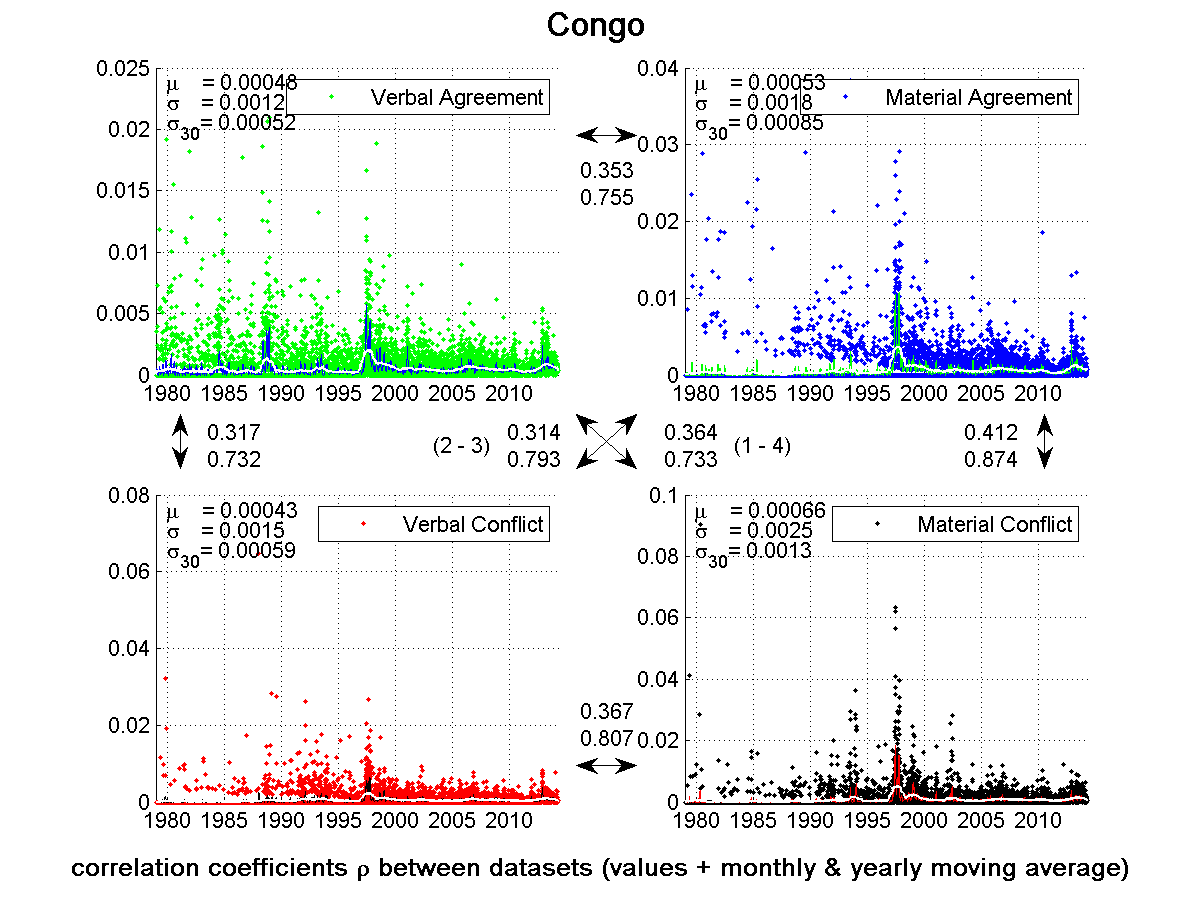 Congo
0.025
0.02
0.015
0.01
0.005
0
μ = 0.00048
σ = 0.0012
σ30= 0.00052
Verbal Agreement
1980 1985 1990 1995 2000 2005 2010
0.353
0.755
0.04
0.03
0.02
0.01
0
μ = 0.00053
σ = 0.0018
σ30= 0.00085
Material Agreement
1980 1985 1990 1995 2000 2005 2010
0.317
0.732
(2 - 3)
0.314
0.793
0.364
0.733
(1 - 4)
0.412
0.874
0.08
0.06
0.04
0.02
0
μ = 0.00043
σ = 0.0015
σ30= 0.00059
Verbal Conflict
1980 1985 1990 1995 2000 2005 2010
0.367
0.807
0.1
0.08
0.06
0.04
0.02
0
μ = 0.00066
σ = 0.0025
σ30= 0.0013
Material Conflict
1980 1985 1990 1995 2000 2005 2010
correlation coefficients ρ between datasets (values + monthly & yearly moving average)